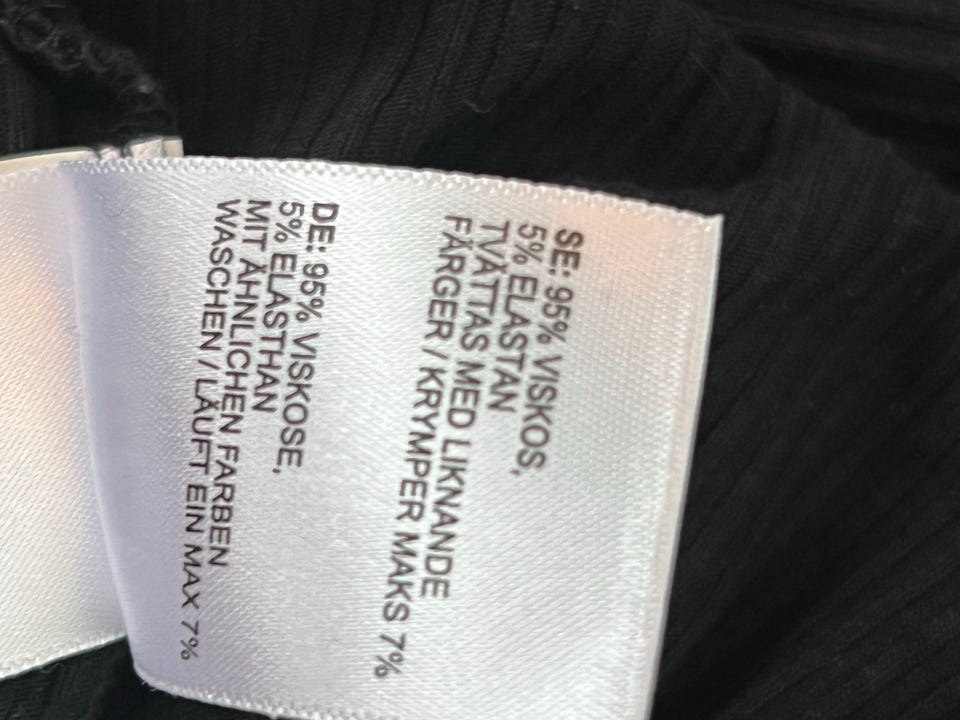 SE: 95% VISKOS,
5% ELASTAN
TVÄTTAS MED LIKNANDE
FÄRGER / KRYMPER MAKS 7%
DE: 95% VISKOSE,
5% ELASTHAN
MIT ÄHNLICHEN FARBEN
WASCHEN / LÄUFT EIN MAX 7%